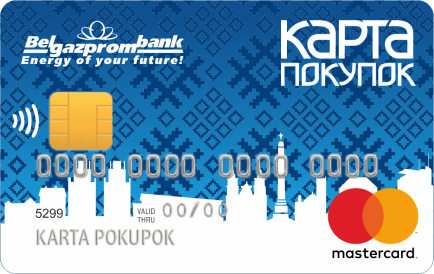 Belgazprombank
Energy of your future!
КАРТА
ПОКУПОК
0000 0000 0000 0000
5299
VALID
THRU
00/00
KARTA POKUPOK
mastercard